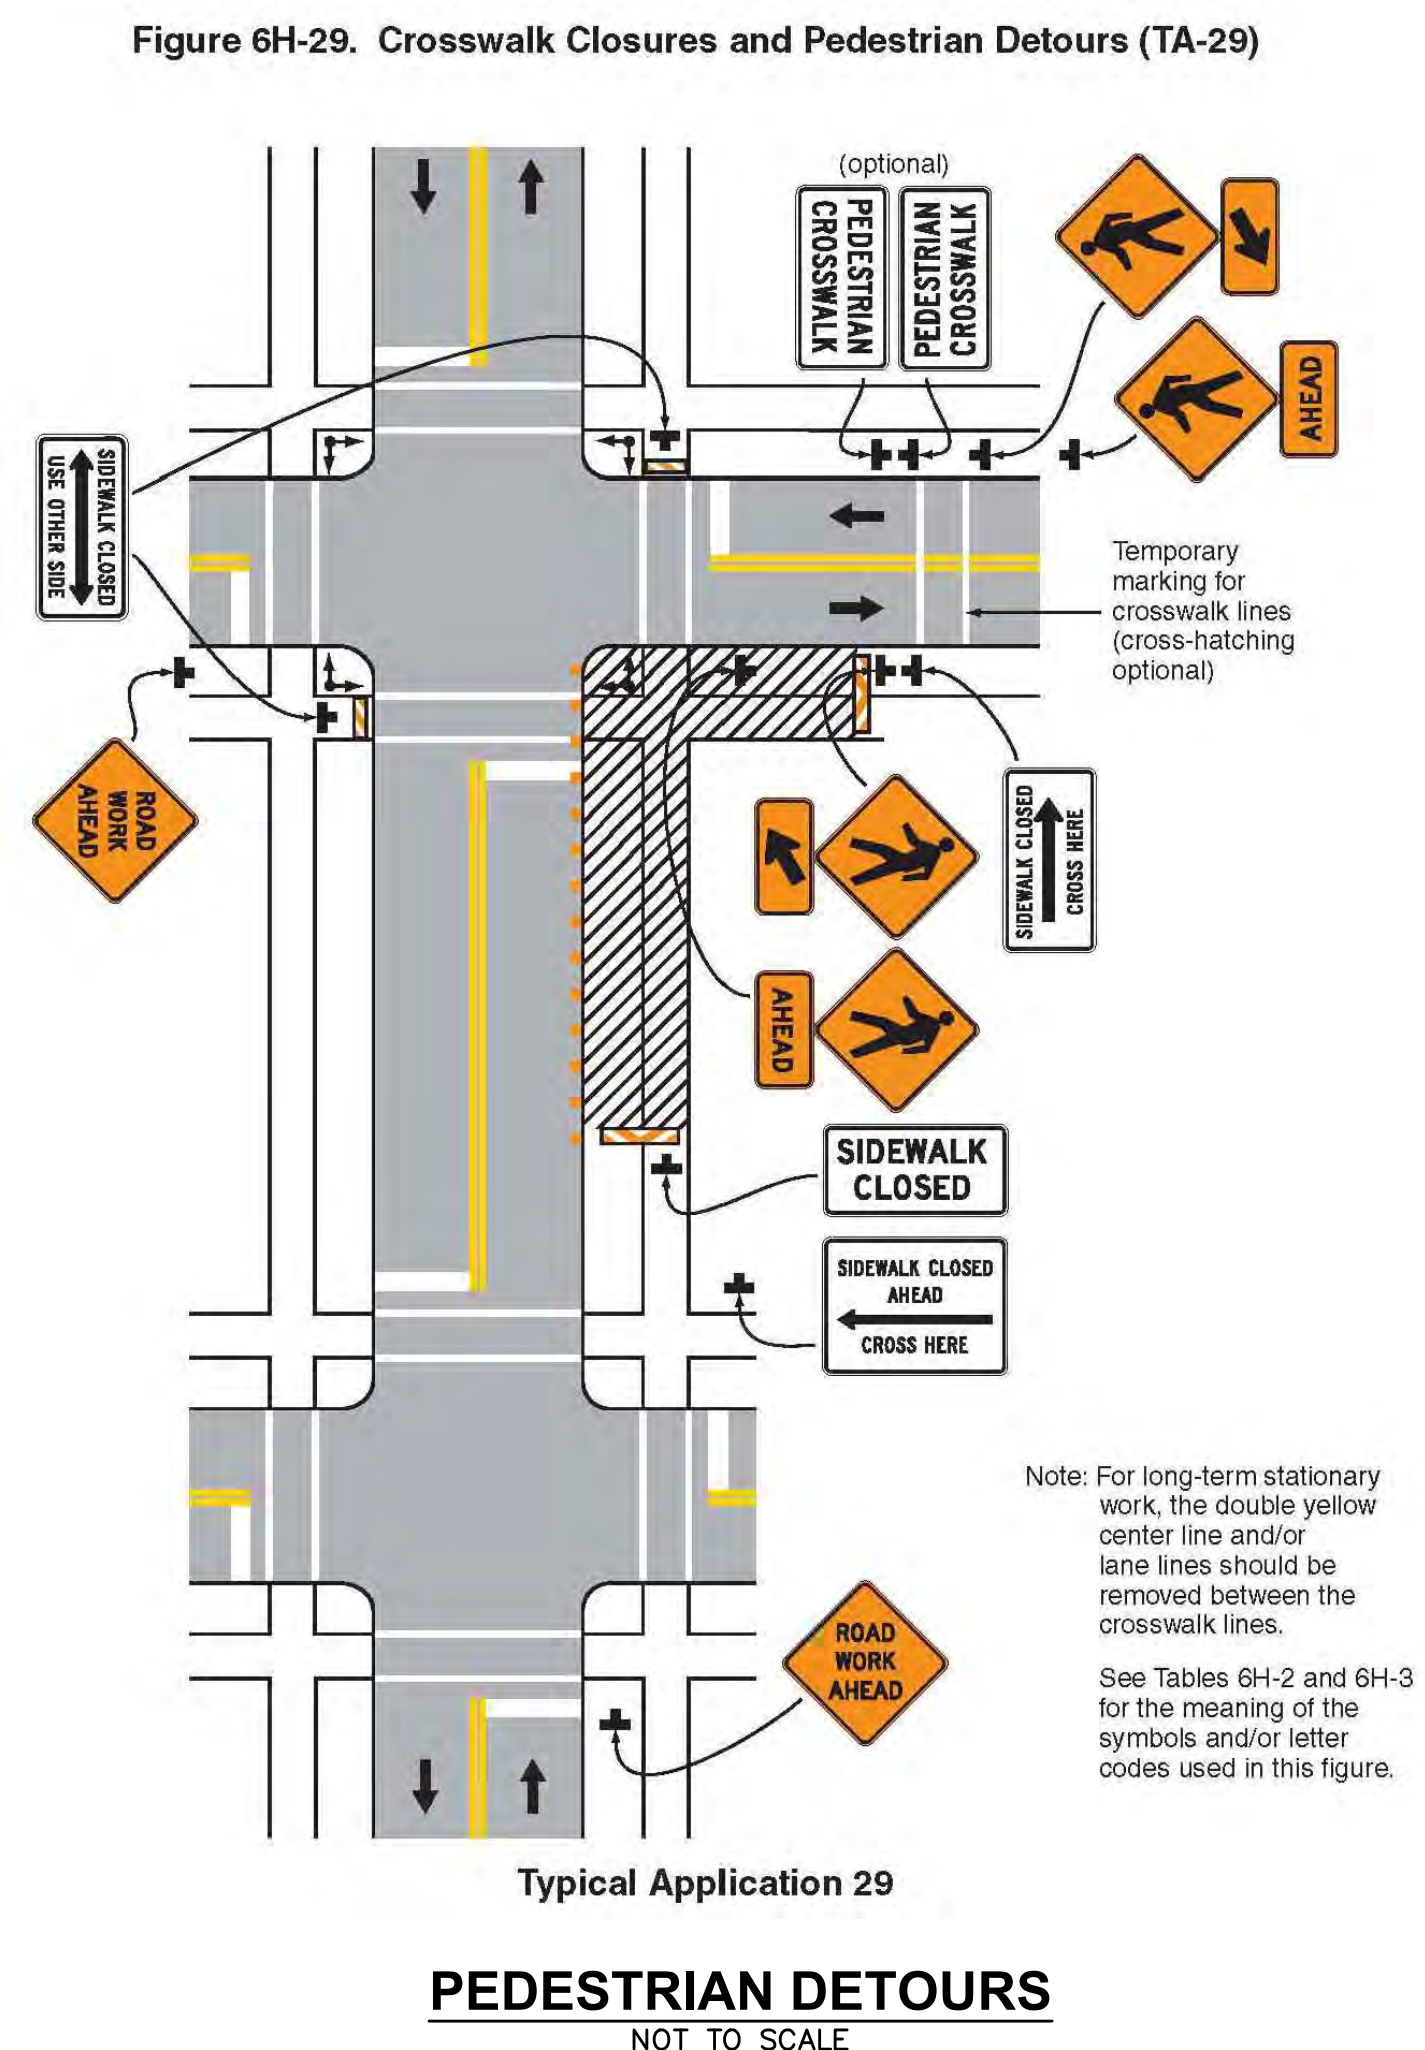 Figure 6H-29. Crosswalk Closures and Pedestrian Detours (TA-29)
(optional)
PEDESTRIAN
CROSSWALK
PEDESTRIAN
CROSSWALK
AHEAD
SIDEWALK CLOSED
USE OTHER SIDE
Temporary
marking for
crosswalk lines
(cross-hatching
optional)
ROAD
WORK
AHEAD
SIDEWALK CLOSED
CROSS HERE
AHEAD
SIDEWALK
CLOSED
SIDEWALK CLOSED
AHEAD
CROSS HERE
Note: For long-term stationary
work, the double yellow
center line and/or
lane lines should be
removed between the
crosswalk lines.
See Tables 6H-2 and 6H-3
for the meaning of the
symbols and/or letter
codes used in this figure.
ROAD
WORK
AHEAD
Typical Application 29
PEDESTRIAN DETOURS
NOT TO SCALE